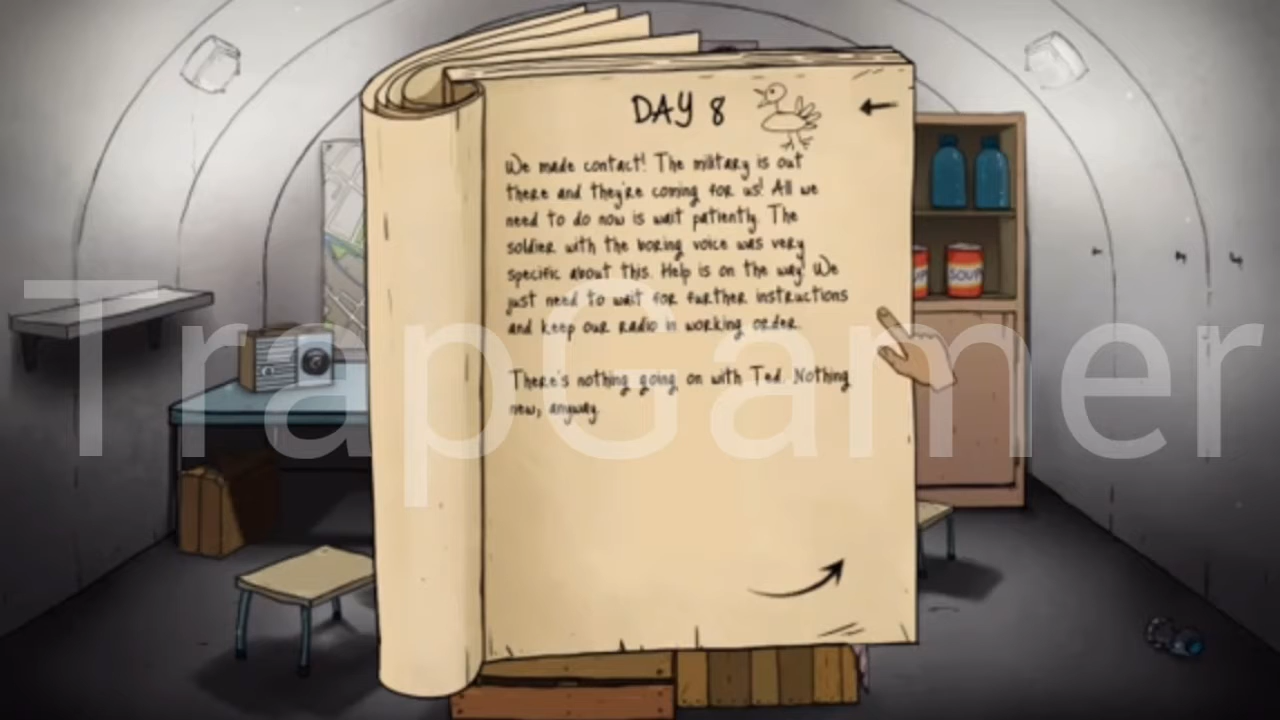 DAY 8
We made contact! The military is out
there and they're coming for us! All we
need to do now is wait patiently. The
soldier with the boring voice was very
specific about this. Help is on the way! We
just need to wait for further instructions
and keep our radio in working order.
There's nothing going on with Ted. Nothing
new, anyway.
SOUP
TrapGamer